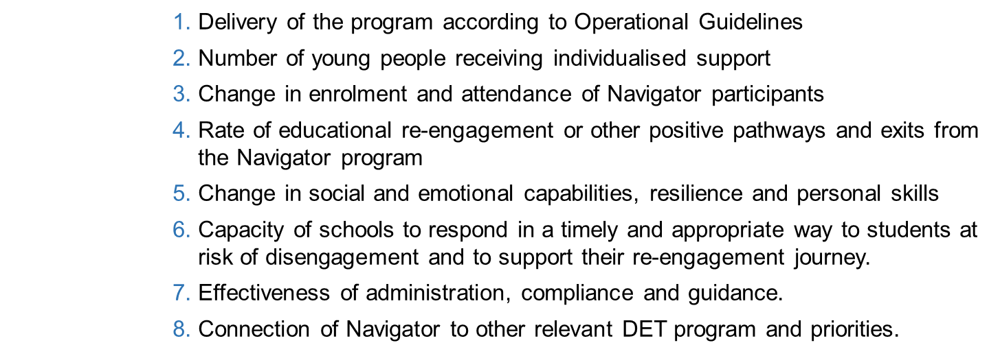 1. Delivery of the program according to Operational Guidelines
2. Number of young people receiving individualised support
3. Change in enrolment and attendance of Navigator participants
4. Rate of educational re-engagement or other positive pathways and exits from
the Navigator program
5. Change in social and emotional capabilities, resilience and personal skills
6. Capacity of schools to respond in a timely and appropriate way to students at
risk of disengagement and to support their re-engagement journey.
7. Effectiveness of administration, compliance and guidance.
8. Connection of Navigator to other relevant DET program and priorities.